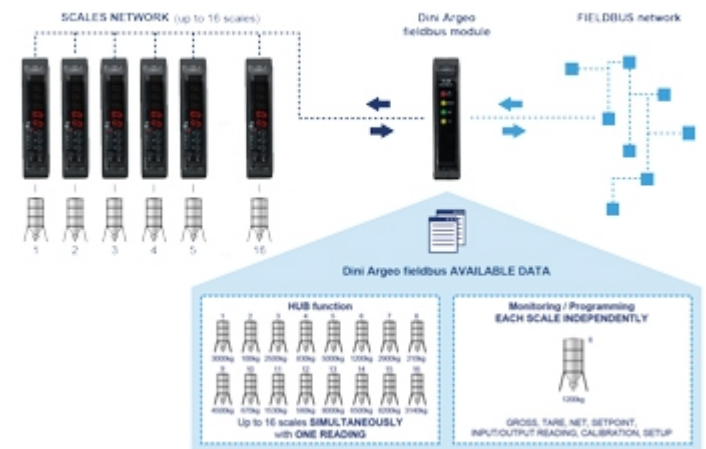 SCALES NETWORK (up to 16 scales)
Dini Argeo
fieldbus module
FIELDBUS network
1 2 3 4 5 16
Dini Argeo fieldbus AVAILABLE DATA
HUB function
1 2 3 4 5 6 7 8
3000kg 2500kg 5000kg 1200kg 2900kg 210kg
9 10 11 12 13 14 15 16
4500kg 670kg 1530kg 8000kg 6500kg 6200kg 3140kg
Up to 16 scales SIMULTANEOUSLY
with ONE READING
Monitoring / Programming
EACH SCALE INDEPENDENTLY
1200kg
GROSS, TARE, NET, SETPOINT,
INPUT/OUTPUT READING, CALIBRATION, SETUP